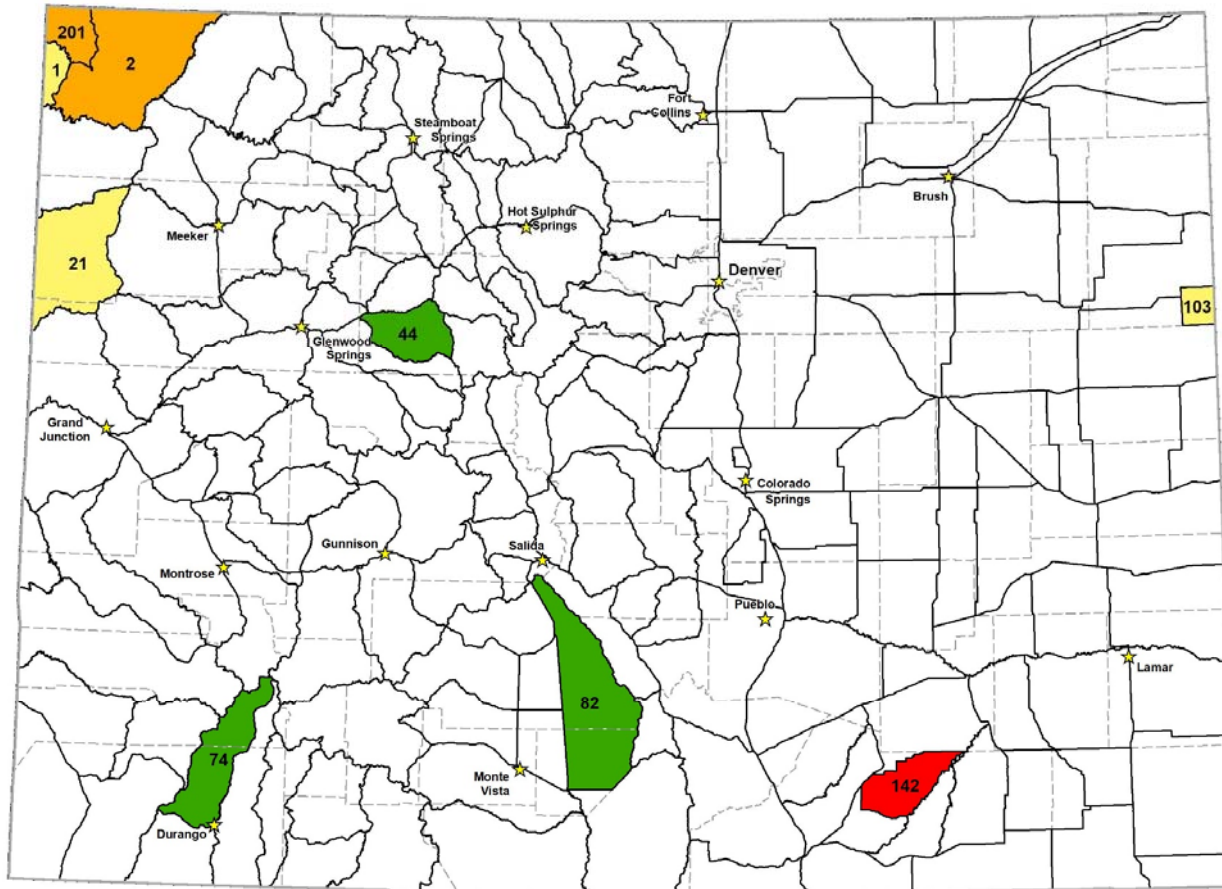 201
2
1
Fort
Collins
Steamboat
Springs
Brush
Hot Sulphur
Springs
Meeker
21
Denver
103
44
Glenwood
Springs
Grand
Junction
Colorado
Springs
Gunnison
Salida
Montrose
Pueblo
Lamar
82
74
Monte
Vista
142
Durango